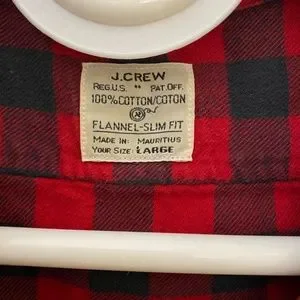 J.CREW
REG.U.S. " PAT.OFF.
100%COTTON/COTON
FLANNEL-SLIM FIT
MADE IN: MAURITIUS
YOUR SIZE: LARGE